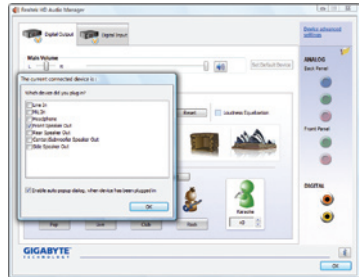 Realtek HD Audio Manager
Digital Output
Digital Input
Device advanced settings
Main Volume
L
R
Set Default Device
ANALOG
Back Panel
The current connected device is :
Which device did you plug in?
Line In
Mic In
Headphone
Front Speaker Out
Rear Speaker Out
Center/Subwoofer Speaker Out
Side Speaker Out
Reset
Loudness Equalization
Front Panel
Enable auto popup dialog, when device has been plugged in
OK
Karaoke
+0
Pop
Live
Club
Rock
DIGITAL
GIGABYTE
TECHNOLOGY
OK